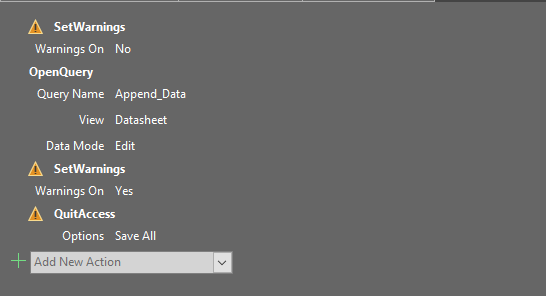 SetWarnings
Warnings On No
OpenQuery
Query Name Append_Data
View Datasheet
Data Mode Edit
SetWarnings
Warnings On Yes
QuitAccess
Options Save All
Add New Action